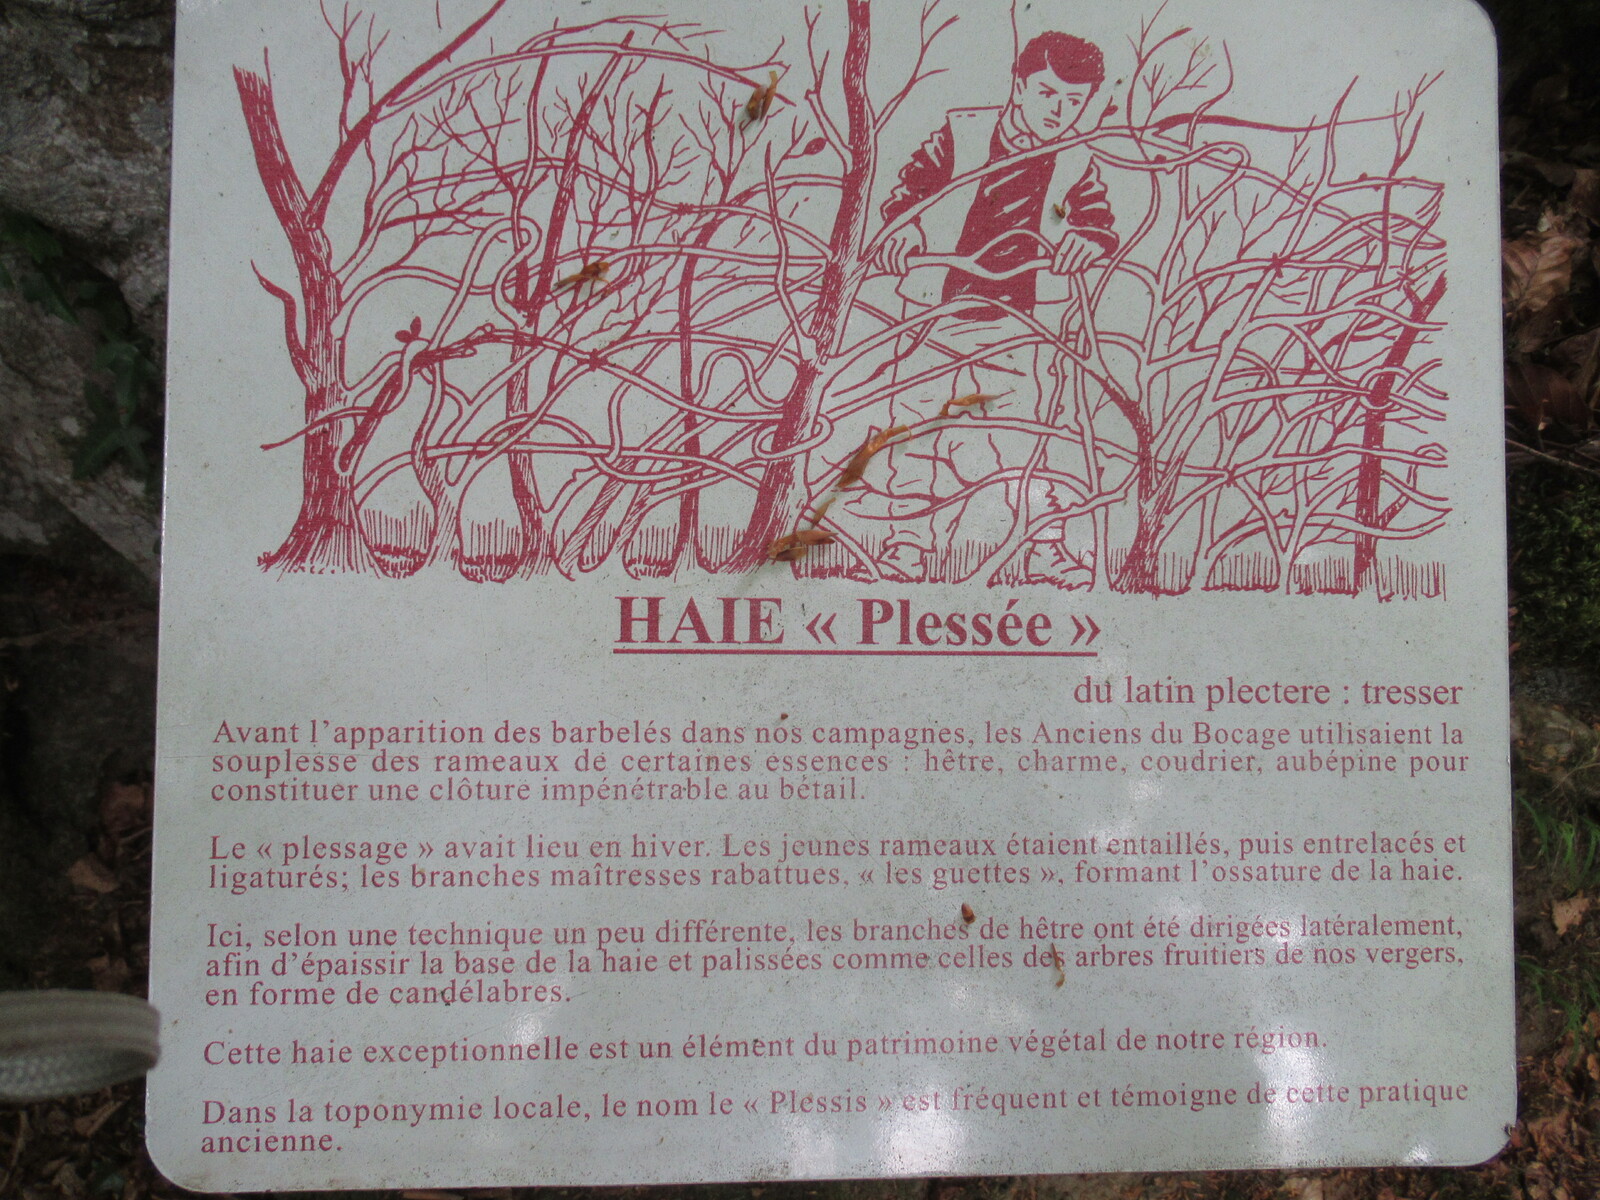 HAIE « Plessée »
du latin plectere : tresser
Avant l'apparition des barbelés dans nos campagnes, les Anciens du Bocage utilisaient la
souplesse des rameaux de certaines essences : hêtre, charme, coudrier, aubépine pour
constituer une clôture impénétrable au bétail.
Le « plessage » avait lieu en hiver. Les jeunes rameaux étaient entaillés, puis entrelacés et
ligaturés; les branches maîtresses rabattues, « les guettes », formant l'ossature de la haie.
Ici, selon une technique un peu différente, les branches de hêtre ont été dirigées latéralement,
afin d'épaissir la base de la haie et palissées comme celles des arbres fruitiers de nos vergers,
en forme de candélabres.
Cette haie exceptionnelle est un élément du patrimoine végétal de notre région.
Dans la toponymie locale, le nom le « Plessis » est fréquent et témoigne de cette pratique
ancienne.